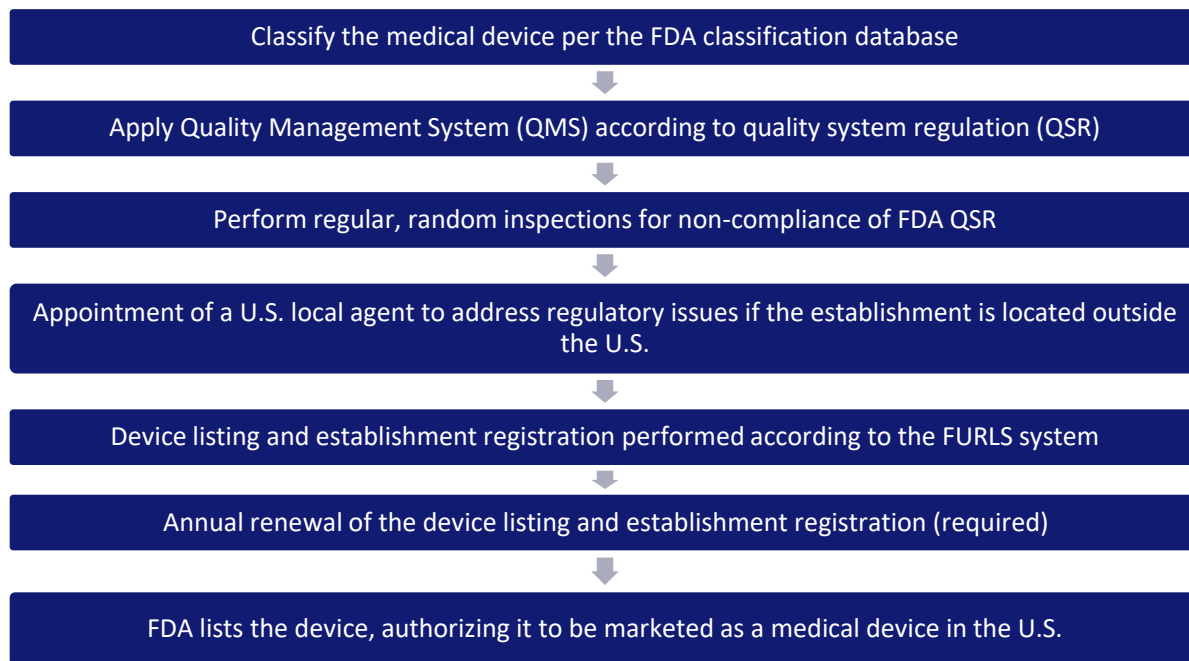 Classify the medical device per the FDA classification database
Apply Quality Management System (QMS) according to quality system regulation (QSR)
Perform regular, random inspections for non-compliance of FDA QSR
Appointment of a U.S. local agent to address regulatory issues if the establishment is located outside
the U.S.
Device listing and establishment registration performed according to the FURLS system
Annual renewal of the device listing and establishment registration (required)
FDA lists the device, authorizing it to be marketed as a medical device in the U.S.